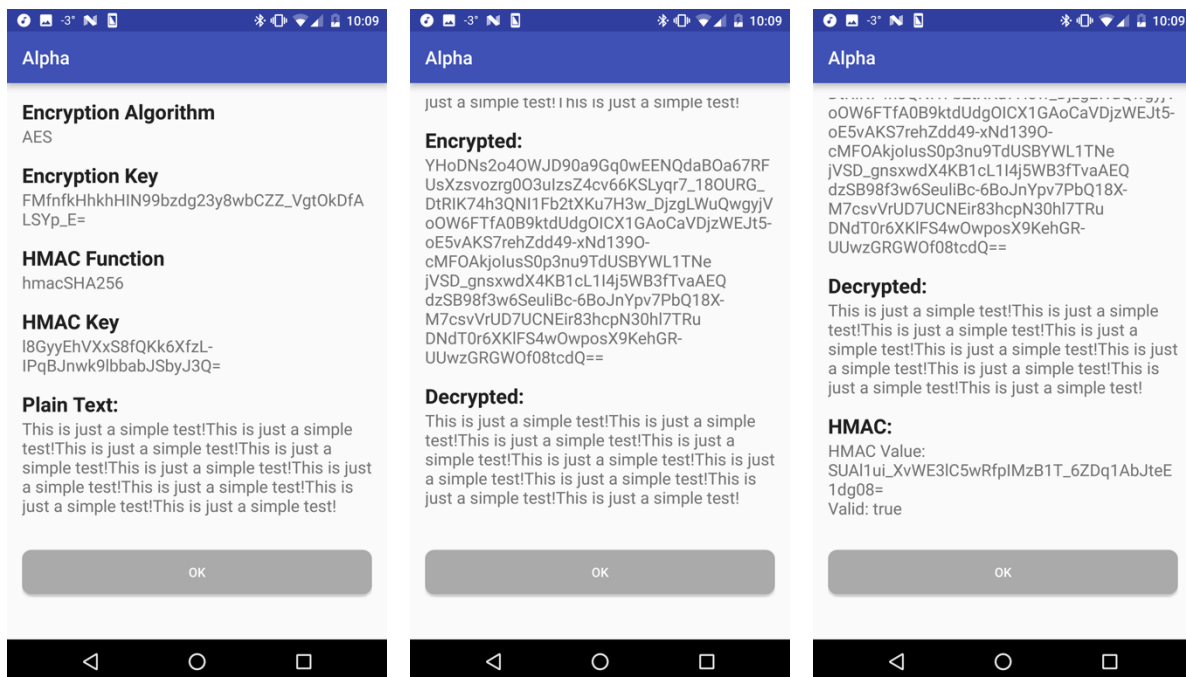 -3° 10:09
Alpha
Encryption Algorithm
AES
Encryption Key
FMfnfkHhkhHIN99bzdg23y8wbCZZ_VgtOkDfA
LSYp_E=
HMAC Function
hmacSHA256
HMAC Key
l8GyyEhVXxS8fQKk6XfzL-
IPqBJnwk9lbbabJSbyJ3Q=
Plain Text:
This is just a simple test!This is just a simple
test!This is just a simple test!This is just a
simple test!This is just a simple test!This is just
a simple test!This is just a simple test!This is
just a simple test!This is just a simple test!
OK
-3° 10:09
Alpha
just a simple test!This is just a simple test!
Encrypted:
YHoDNs2o4OWJD90a9Gq0wEENQdaBOa67RF
UsXzsvozrg0O3uIzsZ4cv66KSLyqr7_18OURG_
DtRIK74h3QNI1Fb2tXKu7H3w_DjzgLWuQwgyjV
oOW6FTfA0B9ktdUdgOICX1GAoCaVDjzWEJt5-
oE5vAKS7rehZdd49-xNd139O-
cMFOAkjoIusS0p3nu9TdUSBYWL1TNe
jVSD_gnsxwdX4KB1cL1I4j5WB3fTvaAEQ
dzSB98f3w6SeuliBc-6BoJnYpv7PbQ18X-
M7csvVrUD7UCNEir83hcpN30hl7TRu
DNdT0r6XKlFS4wOwposX9KehGR-
UUwzGRGWOf08tcdQ==
Decrypted:
This is just a simple test!This is just a simple
test!This is just a simple test!This is just a
simple test!This is just a simple test!This is just
a simple test!This is just a simple test!This is
just a simple test!This is just a simple test!
OK
-3° 10:09
Alpha
oOW6FTfA0B9ktdUdgOICX1GAoCaVDjzWEJt5-
oE5vAKS7rehZdd49-xNd139O-
cMFOAkjoIusS0p3nu9TdUSBYWL1TNe
jVSD_gnsxwdX4KB1cL1I4j5WB3fTvaAEQ
dzSB98f3w6SeuliBc-6BoJnYpv7PbQ18X-
M7csvVrUD7UCNEir83hcpN30hl7TRu
DNdT0r6XKlFS4wOwposX9KehGR-
UUwzGRGWOf08tcdQ==
Decrypted:
This is just a simple test!This is just a simple
test!This is just a simple test!This is just a
simple test!This is just a simple test!This is just
a simple test!This is just a simple test!This is
just a simple test!This is just a simple test!
HMAC:
HMAC Value:
SUAl1ui_XvWE3lC5wRfpIMzB1T_6ZDq1AbJteE
1dg08=
Valid: true
OK